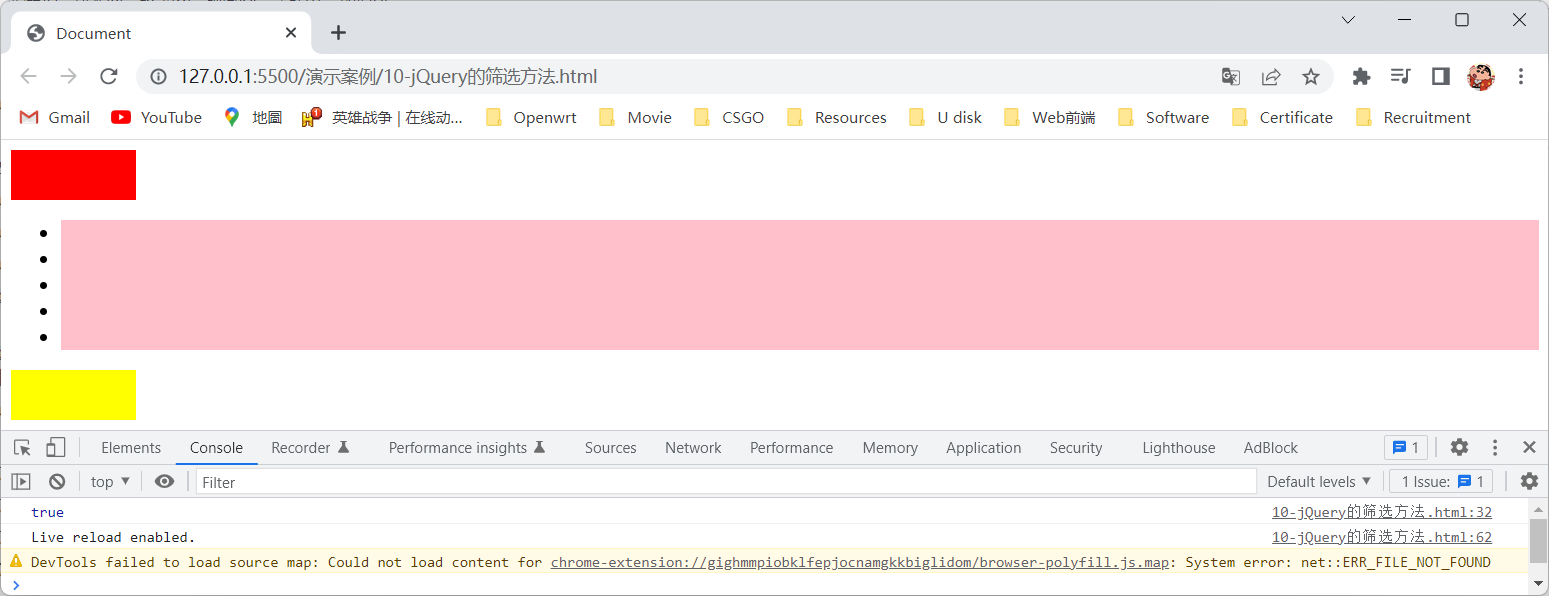 Document
127.0.0.1:5500/演示案例/10-jQuery的筛选方法.html
Gmail YouTube 地圖 英雄战争 | 在线动... Openwrt Movie CSGO Resources U disk Web前端 Software Certificate Recruitment
Elements Console Recorder Performance insights Sources Network Performance Memory Application Security Lighthouse AdBlock 1
top Filter Default levels 1 Issue: 1
true 10-jQuery的筛选方法.html:32
Live reload enabled. 10-jQuery的筛选方法.html:62
DevTools failed to load source map: Could not load content for chrome-extension://gighmmpiobklfepjocnamgkkbiglidom/browser-polyfill.js.map: System error: net::ERR_FILE_NOT_FOUND